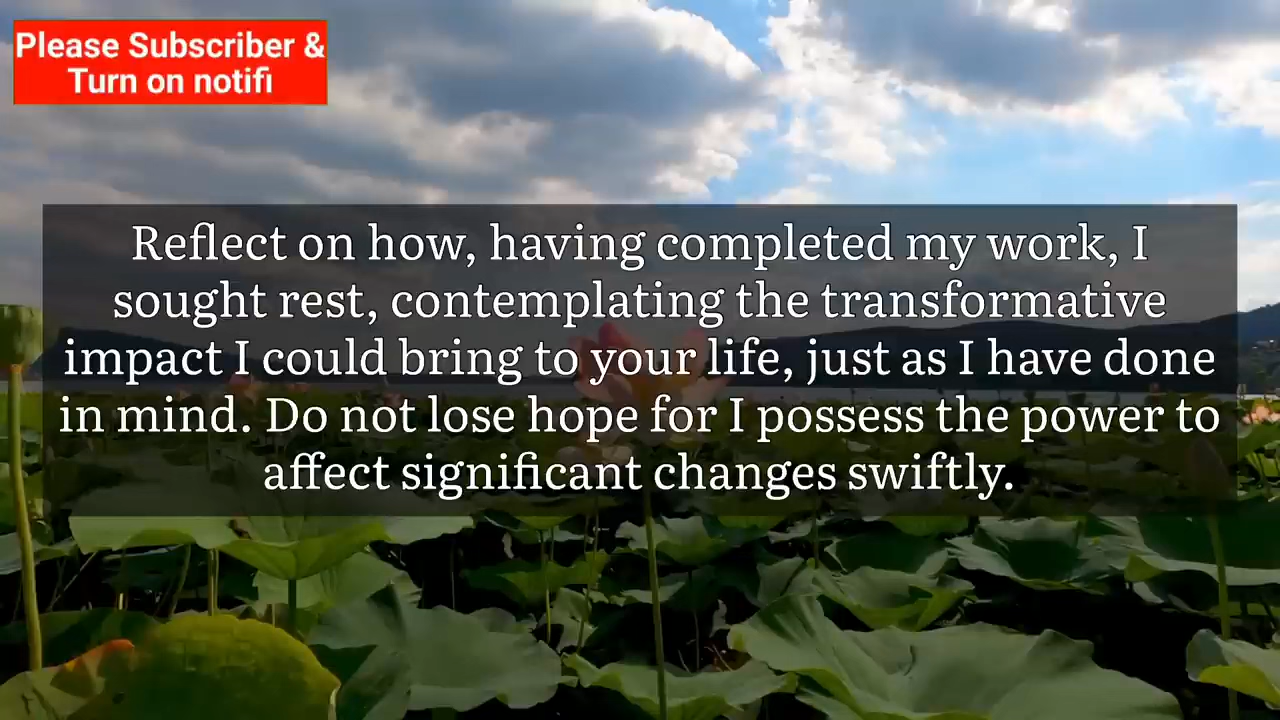 Please Subscriber &
Turn on notifi
Reflect on how, having completed my work, I
sought rest, contemplating the transformative
impact I could bring to your life, just as I have done
in mind. Do not lose hope for I possess the power to
affect significant changes swiftly.